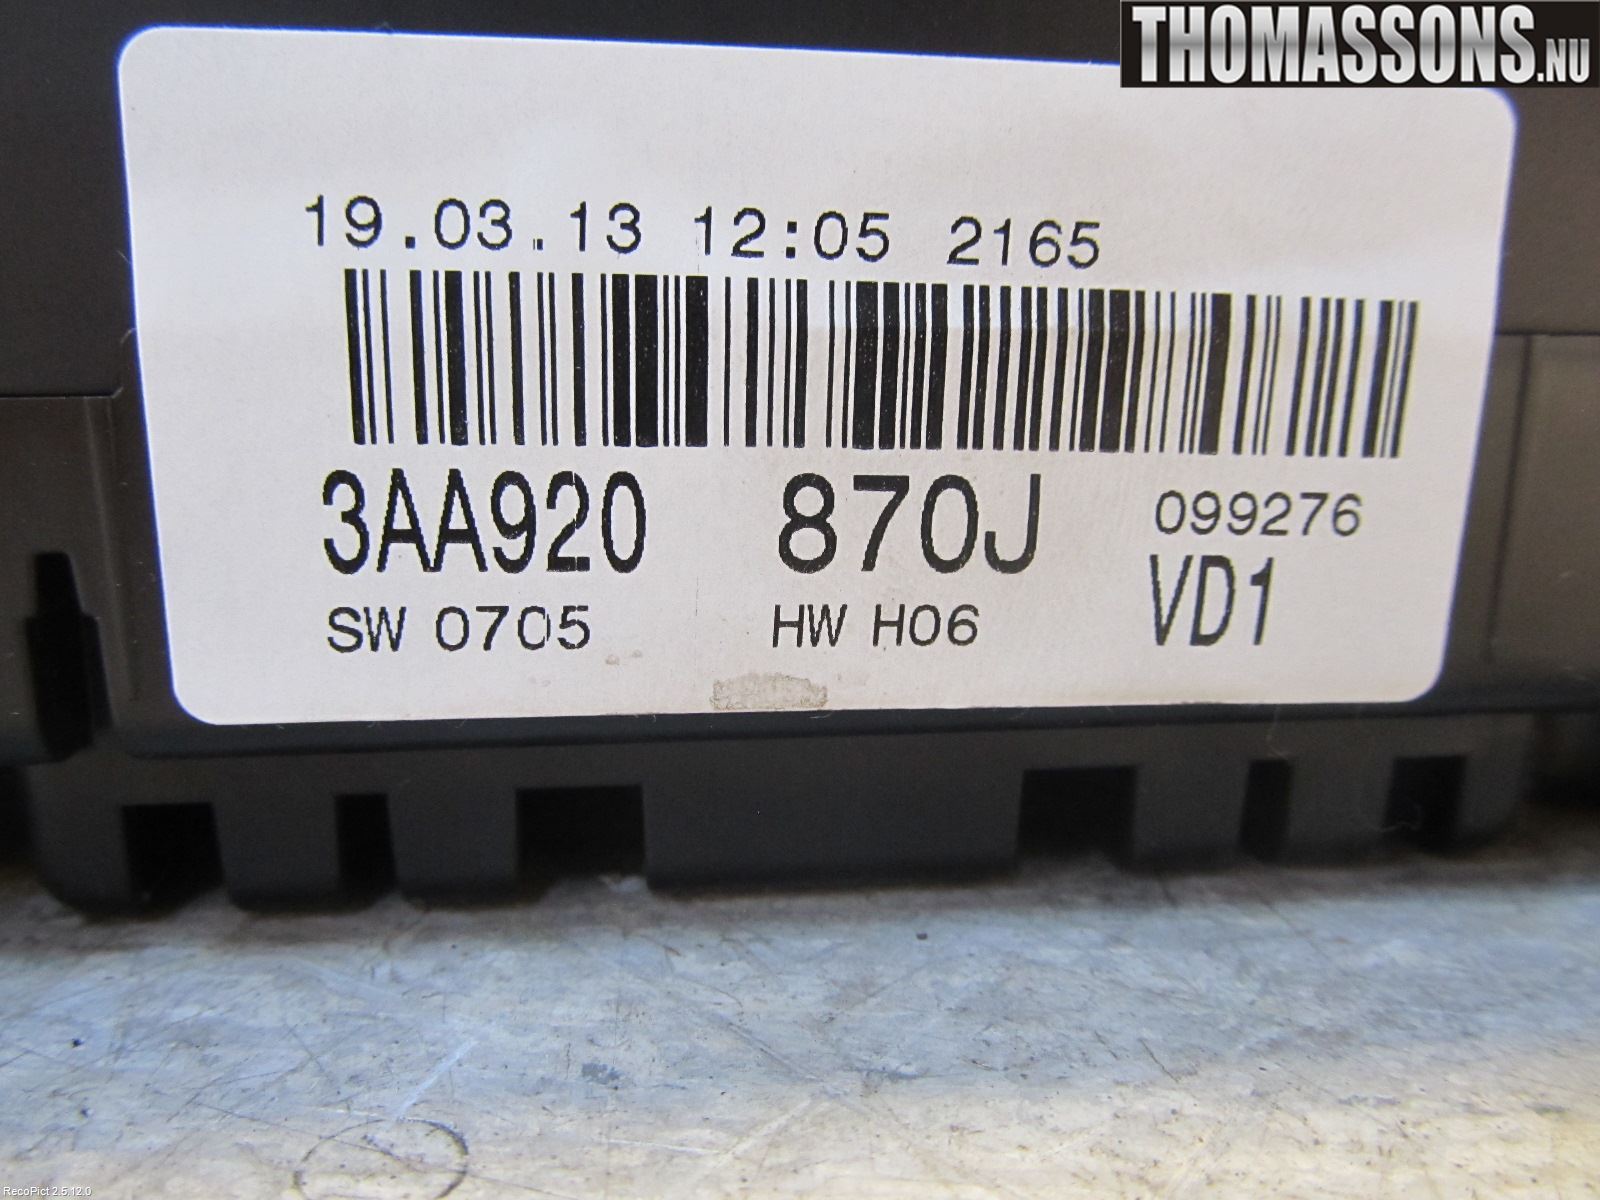 THOMASSONS.NU
19.03.13 12:05 2165
3AA920 870J 099276
SW 0705 HW H06 VD1
RecoPict 2.5.12.0